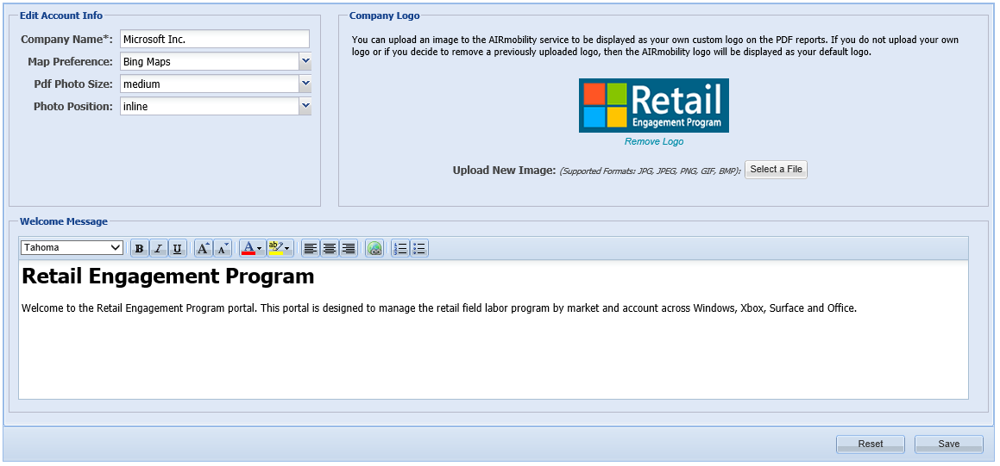 Edit Account Info
Company Name*: Microsoft Inc.
Map Preference: Bing Maps
Pdf Photo Size: medium
Photo Position: inline
Company Logo
You can upload an image to the AIRmobility service to be displayed as your own custom logo on the PDF reports. If you do not upload your own
logo or if you decide to remove a previously uploaded logo, then the AIRmobility logo will be displayed as your default logo.
Retail
Engagement Program
Remove Logo
Upload New Image: (Supported Formats: JPG, JPEG, PNG, GIF, BMP): Select a File
Welcome Message
Tahoma B I U A A A ab
Retail Engagement Program
Welcome to the Retail Engagement Program portal. This portal is designed to manage the retail field labor program by market and account across Windows, Xbox, Surface and Office.
Reset Save